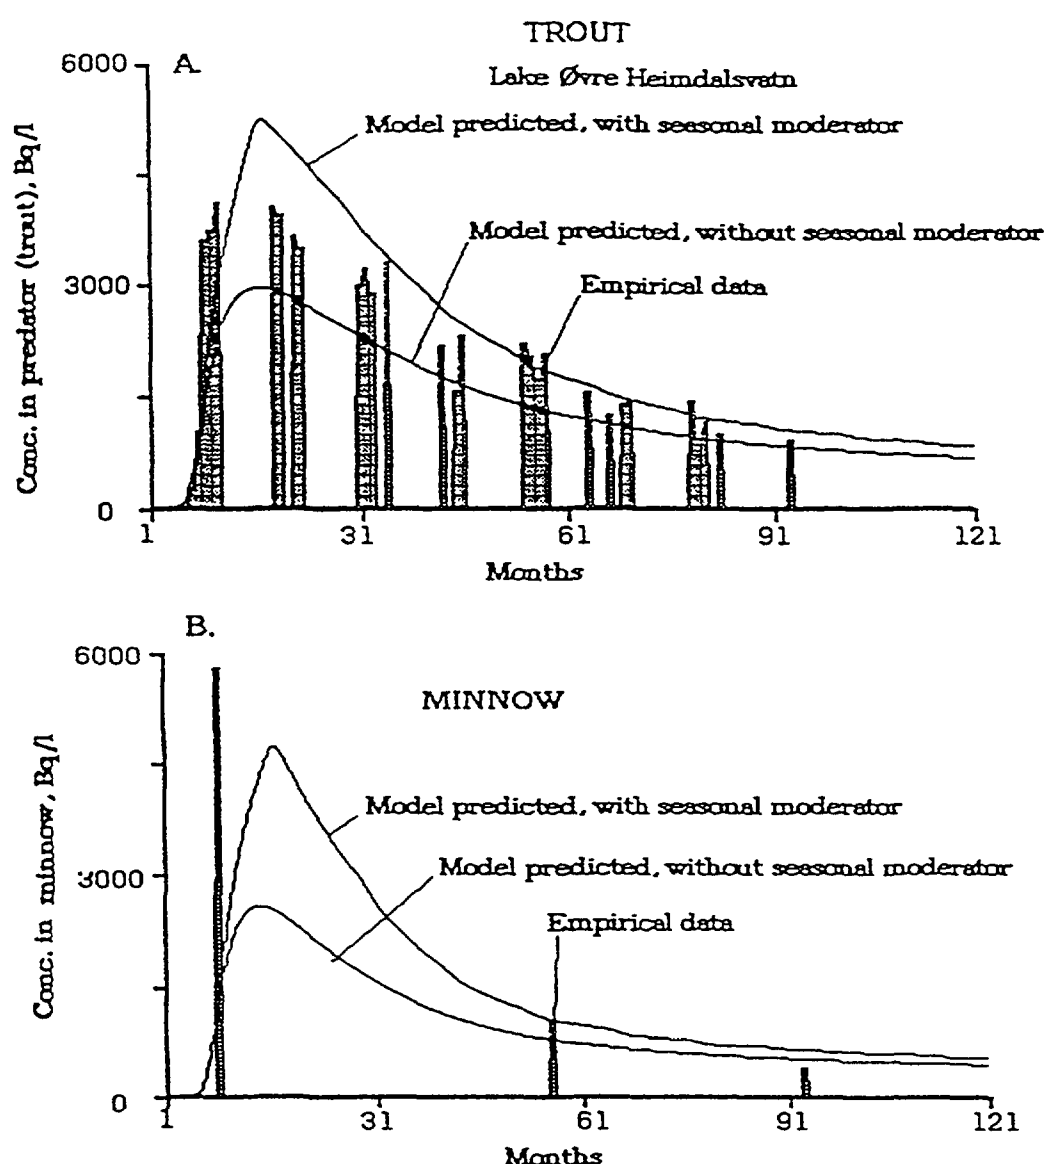 TROUT
A.
Lake Øvre Heimdalsvatn
Conc. in predator (trout), Bq/l
6000
3000
0
Model predicted, with seasonal moderator
Model predicted, without seasonal moderator
Empirical data
1 31 61 91 121
Months
B.
MINNOW
Conc. in minnow, Bq/l
6000
3000
0
Model predicted, with seasonal moderator
Model predicted, without seasonal moderator
Empirical data
1 31 61 91 121
Months